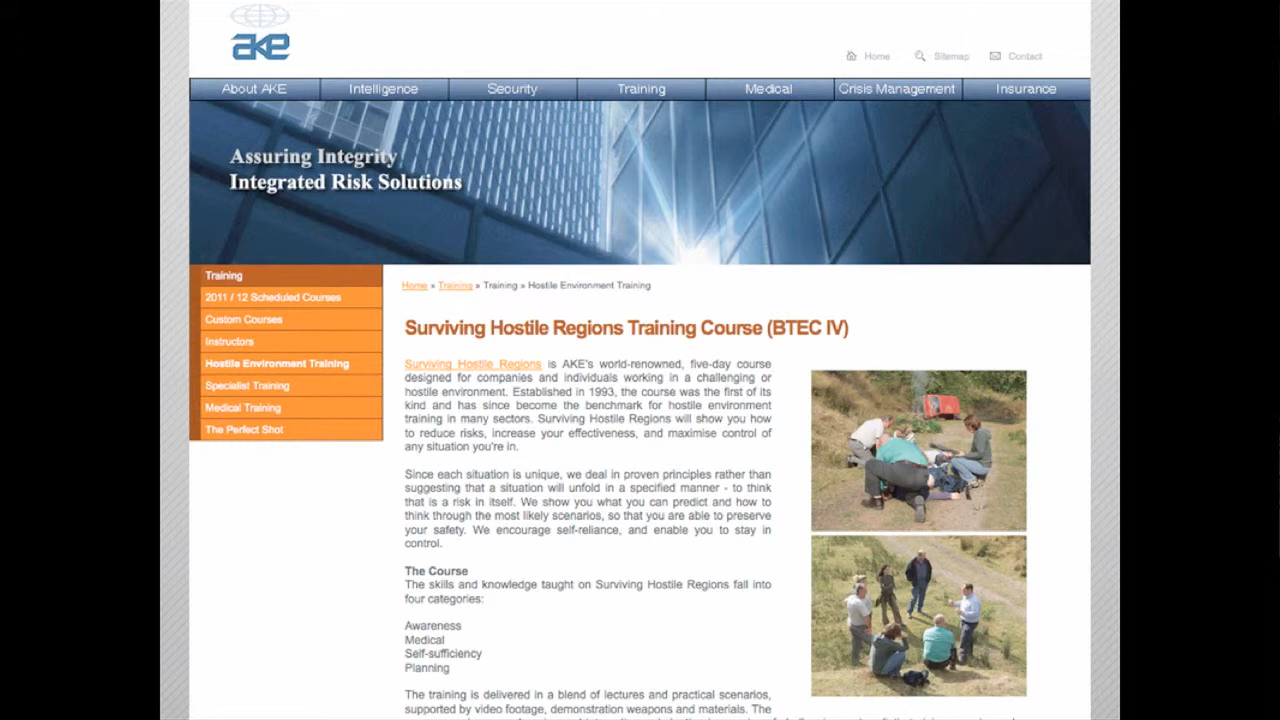 ake
Home Sitemap Contact
About AKE Intelligence Security Training Medical Crisis Management Insurance
Assuring Integrity
Integrated Risk Solutions
Training
2011 / 12 Scheduled Courses
Custom Courses
Instructors
Hostile Environment Training
Specialist Training
Medical Training
The Perfect Shot
Home » Training » Training » Hostile Environment Training
Surviving Hostile Regions Training Course (BTEC IV)
Surviving Hostile Regions is AKE's world-renowned, five-day course
designed for companies and individuals working in a challenging or
hostile environment. Established in 1993, the course was the first of its
kind and has since become the benchmark for hostile environment
training in many sectors. Surviving Hostile Regions will show you how
to reduce risks, increase your effectiveness, and maximise control of
any situation you're in.
Since each situation is unique, we deal in proven principles rather than
suggesting that a situation will unfold in a specified manner - to think
that is a risk in itself. We show you what you can predict and how to
think through the most likely scenarios, so that you are able to preserve
your safety. We encourage self-reliance, and enable you to stay in
control.
The Course
The skills and knowledge taught on Surviving Hostile Regions fall into
four categories:
Awareness
Medical
Self-sufficiency
Planning
The training is delivered in a blend of lectures and practical scenarios,
supported by video footage, demonstration weapons and materials. The